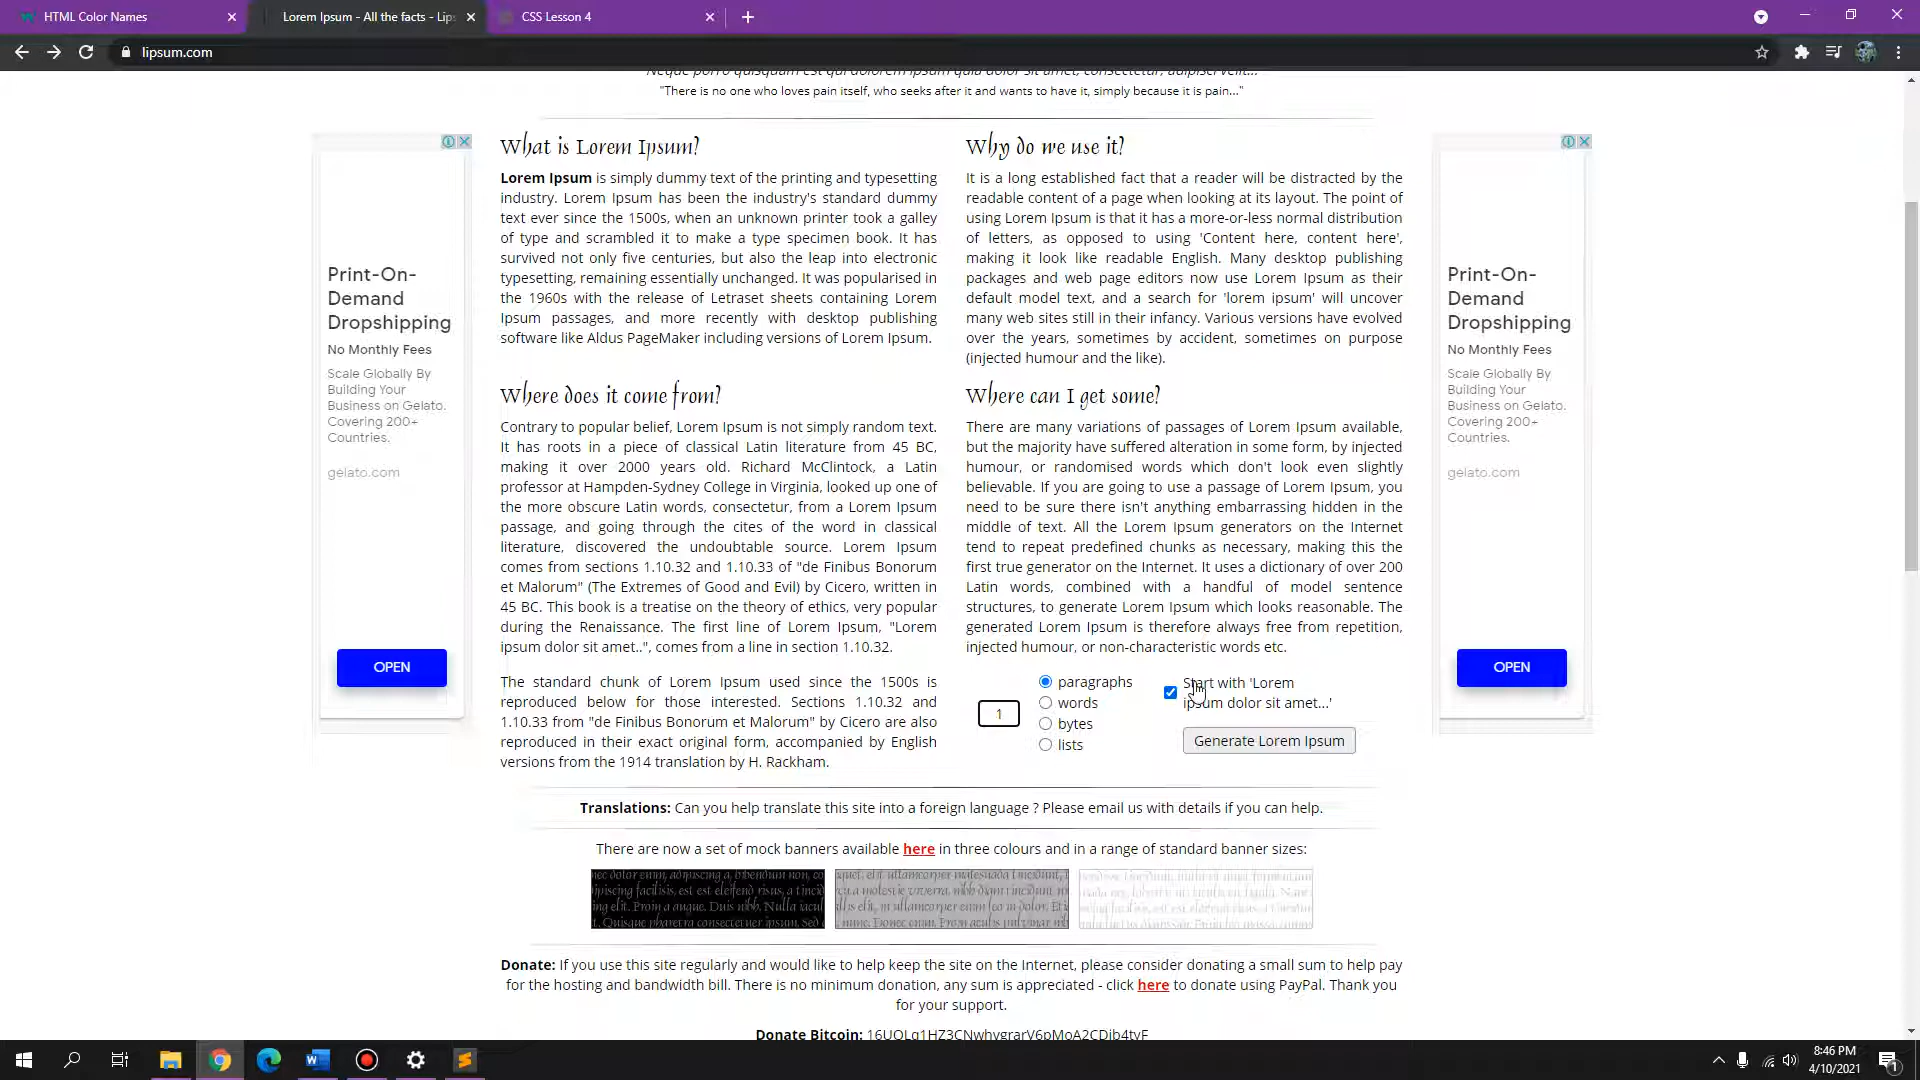 HTML Color Names
Lorem Ipsum - All the facts - Lips
CSS Lesson 4
lipsum.com
"Neque porro quisquam est qui dolorem ipsum quia dolor sit amet, consectetur, adipisci velit..."
"There is no one who loves pain itself, who seeks after it and wants to have it, simply because it is pain..."
What is Lorem Ipsum?
Lorem Ipsum is simply dummy text of the printing and typesetting
industry. Lorem Ipsum has been the industry's standard dummy
text ever since the 1500s, when an unknown printer took a galley
of type and scrambled it to make a type specimen book. It has
survived not only five centuries, but also the leap into electronic
typesetting, remaining essentially unchanged. It was popularised in
the 1960s with the release of Letraset sheets containing Lorem
Ipsum passages, and more recently with desktop publishing
software like Aldus PageMaker including versions of Lorem Ipsum.
Why do we use it?
It is a long established fact that a reader will be distracted by the
readable content of a page when looking at its layout. The point of
using Lorem Ipsum is that it has a more-or-less normal distribution
of letters, as opposed to using 'Content here, content here',
making it look like readable English. Many desktop publishing
packages and web page editors now use Lorem Ipsum as their
default model text, and a search for 'lorem ipsum' will uncover
many web sites still in their infancy. Various versions have evolved
over the years, sometimes by accident, sometimes on purpose
(injected humour and the like).
Where does it come from?
Contrary to popular belief, Lorem Ipsum is not simply random text.
It has roots in a piece of classical Latin literature from 45 BC,
making it over 2000 years old. Richard McClintock, a Latin
professor at Hampden-Sydney College in Virginia, looked up one of
the more obscure Latin words, consectetur, from a Lorem Ipsum
passage, and going through the cites of the word in classical
literature, discovered the undoubtable source. Lorem Ipsum
comes from sections 1.10.32 and 1.10.33 of "de Finibus Bonorum
et Malorum" (The Extremes of Good and Evil) by Cicero, written in
45 BC. This book is a treatise on the theory of ethics, very popular
during the Renaissance. The first line of Lorem Ipsum, "Lorem
ipsum dolor sit amet..", comes from a line in section 1.10.32.
The standard chunk of Lorem Ipsum used since the 1500s is
reproduced below for those interested. Sections 1.10.32 and
1.10.33 from "de Finibus Bonorum et Malorum" by Cicero are also
reproduced in their exact original form, accompanied by English
versions from the 1914 translation by H. Rackham.
Where can I get some?
There are many variations of passages of Lorem Ipsum available,
but the majority have suffered alteration in some form, by injected
humour, or randomised words which don't look even slightly
believable. If you are going to use a passage of Lorem Ipsum, you
need to be sure there isn't anything embarrassing hidden in the
middle of text. All the Lorem Ipsum generators on the Internet
tend to repeat predefined chunks as necessary, making this the
first true generator on the Internet. It uses a dictionary of over 200
Latin words, combined with a handful of model sentence
structures, to generate Lorem Ipsum which looks reasonable. The
generated Lorem Ipsum is therefore always free from repetition,
injected humour, or non-characteristic words etc.
1
paragraphs
words
bytes
lists
Start with 'Lorem
ipsum dolor sit amet...'
Generate Lorem Ipsum
Print-On-
Demand
Dropshipping
No Monthly Fees
Scale Globally By
Building Your
Business on Gelato.
Covering 200+
Countries.
gelato.com
OPEN
Print-On-
Demand
Dropshipping
No Monthly Fees
Scale Globally By
Building Your
Business on Gelato.
Covering 200+
Countries.
gelato.com
OPEN
Translations: Can you help translate this site into a foreign language ? Please email us with details if you can help.
There are now a set of mock banners available here in three colours and in a range of standard banner sizes:
Donate: If you use this site regularly and would like to help keep the site on the Internet, please consider donating a small sum to help pay
for the hosting and bandwidth bill. There is no minimum donation, any sum is appreciated - click here to donate using PayPal. Thank you
for your support.
Donate Bitcoin:
8:46 PM
4/10/2021
1